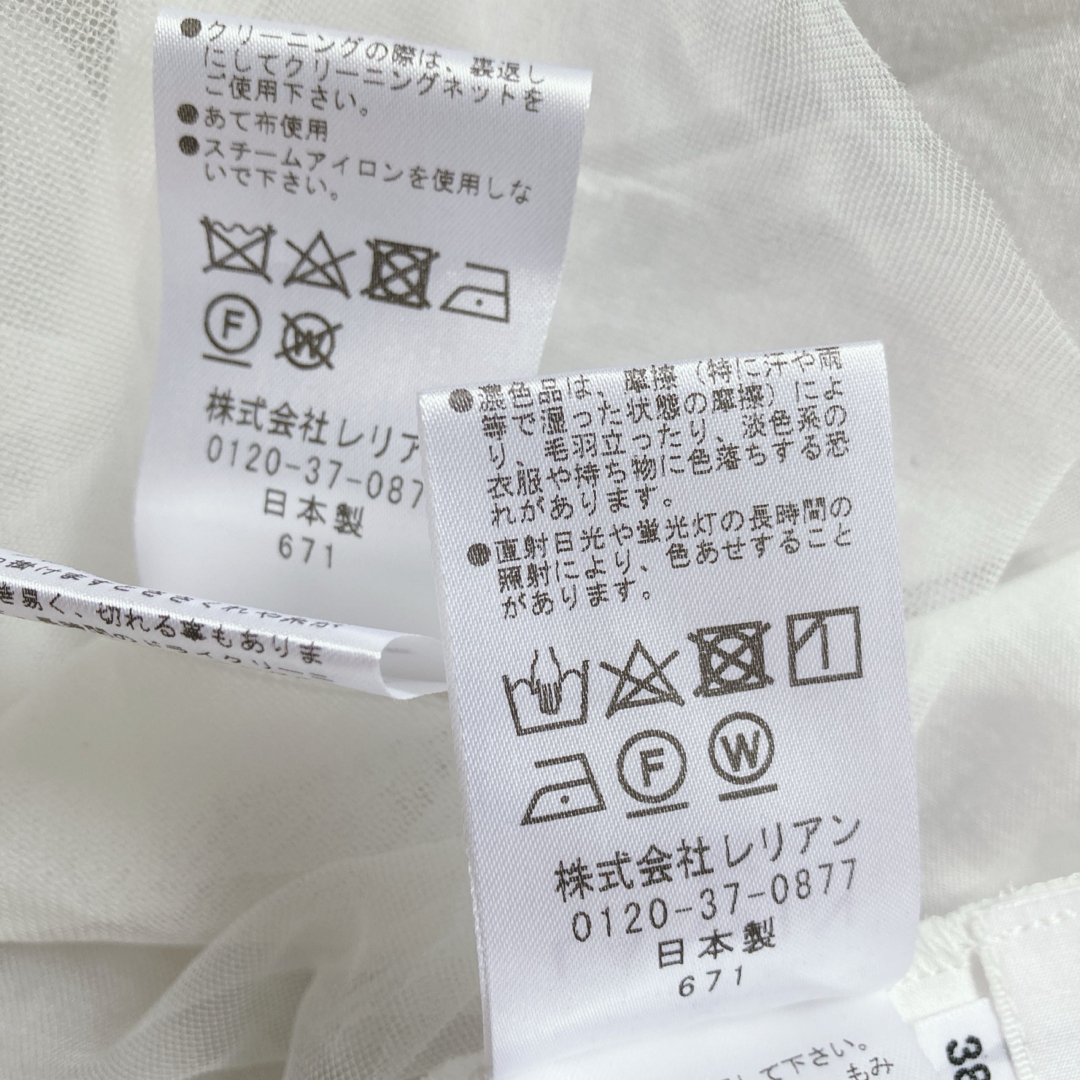 ●クリーニングの際は、裏返し
にしてクリーニングネットを
ご使用下さい。
●あて布使用
●スチームアイロンを使用しな
いで下さい。
F
W
株式会社レリア
0120-37-087
日本製
671
切れる事もありま
●濃色品は、摩擦(特に汗や雨
等で湿った状態の摩擦)によ
り、毛羽立ったり、淡色系の
衣服や持ち物に色落ちする恐
れがあります。
●直射日光や蛍光灯の長時間の
照射により、色あせすること
があります。
F
W
株式会社レリアン
0120-37-0877
日本製
671
して下さい。
もみ
38